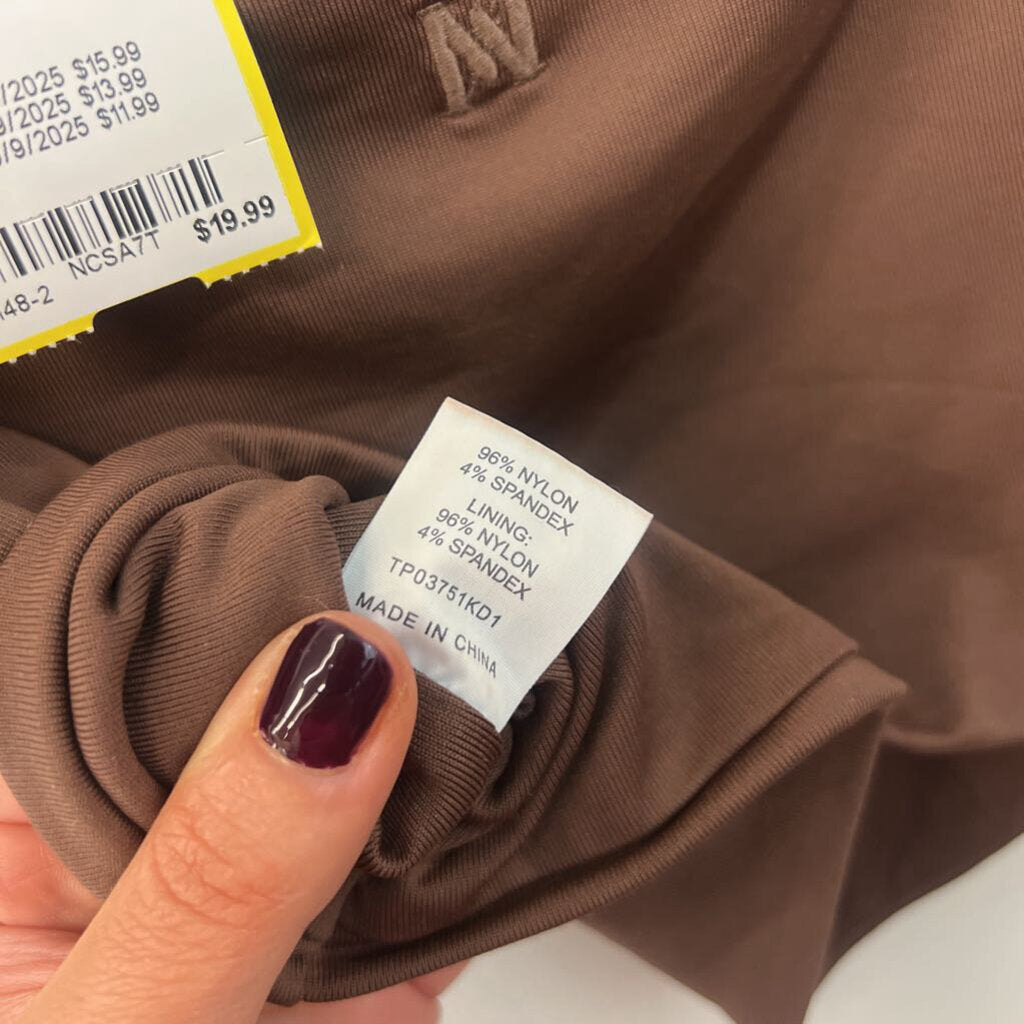 /2025 $15.99
/2025 $13.99
/9/2025 $11.99
NCSA7T
$19.99
48-2
96% NYLON
4% SPANDEX
LINING:
96% NYLON
4% SPANDEX
TP03751KD1
MADE IN CHINA